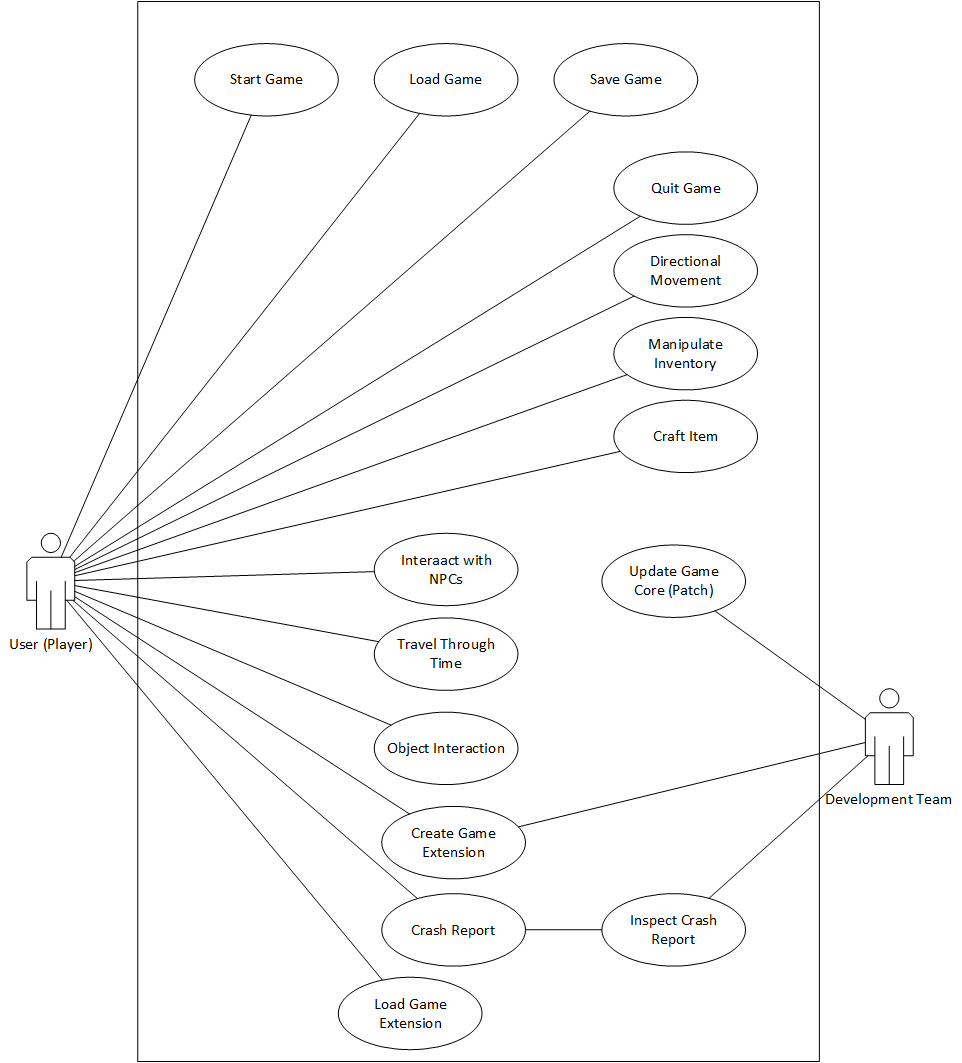 Start Game
Load Game
Save Game
Quit Game
Directional
Movement
Manipulate
Inventory
Craft Item
Interaact with
NPCs
Update Game
Core (Patch)
User (Player)
Travel Through
Time
Object Interaction
Development Team
Create Game
Extension
Crash Report
Inspect Crash
Report
Load Game
Extension